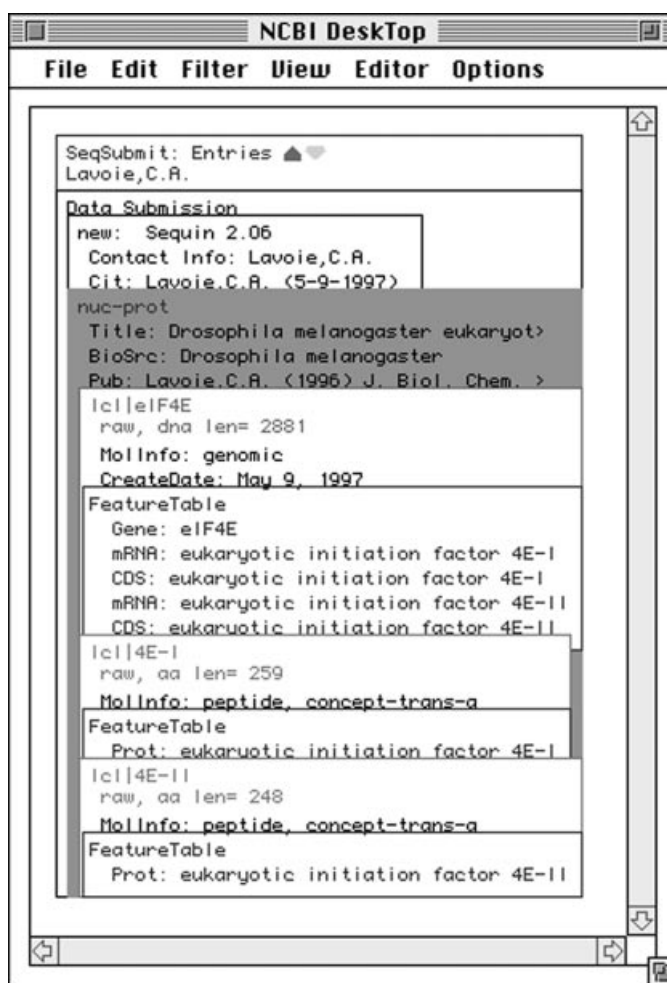 NCBI DeskTop
File Edit Filter View Editor Options
SeqSubmit: Entries
Lavoie,C.A.
Data Submission
new: Sequin 2.06
Contact Info: Lavoie,C.A.
Cit: Lavoie,C.A. (5-9-1997)
nuc-prot
Title: Drosophila melanogaster eukaryot>
BioSrc: Drosophila melanogaster
Pub: Lavoie,C.A. (1996) J. Biol. Chem. >
lcl|eIF4E
raw, dna len= 2881
MolInfo: genomic
CreateDate: May 9, 1997
FeatureTable
Gene: eIF4E
mRNA: eukaryotic initiation factor 4E-I
CDS: eukaryotic initiation factor 4E-I
mRNA: eukaryotic initiation factor 4E-II
CDS: eukaryotic initiation factor 4E-II
lcl|4E-I
raw, aa len= 259
MolInfo: peptide, concept-trans-a
FeatureTable
Prot: eukaryotic initiation factor 4E-I
lcl|4E-II
raw, aa len= 248
MolInfo: peptide, concept-trans-a
FeatureTable
Prot: eukaryotic initiation factor 4E-II